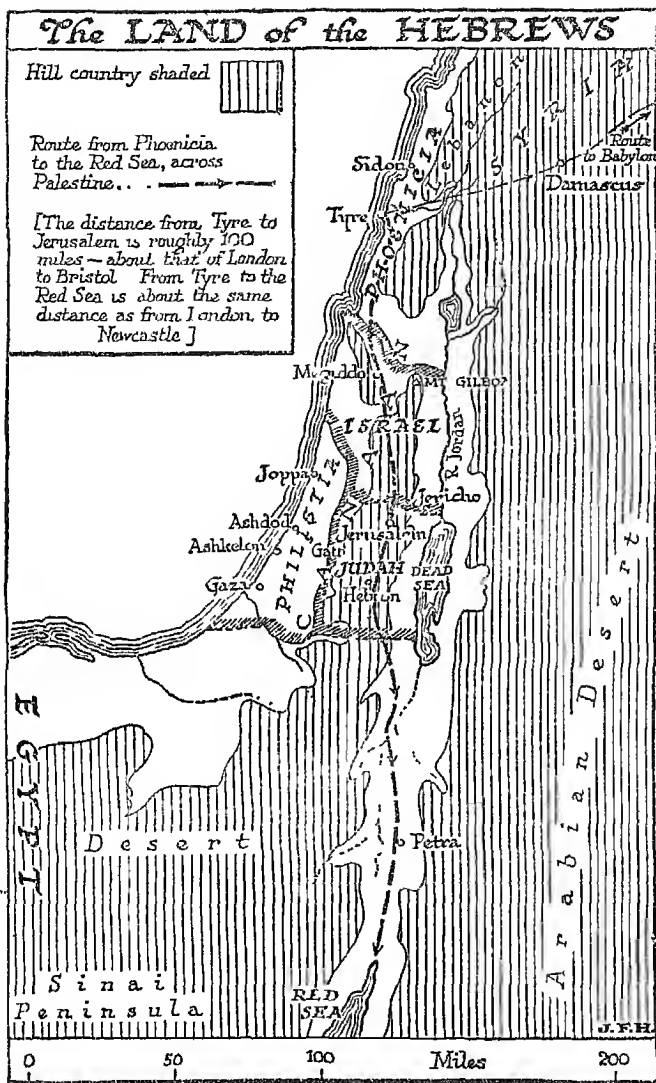 The LAND of the HEBREWS
Hill country shaded
Route from Phœnicia
to the Red Sea, across
Palestine...
[The distance from Tyre to
Jerusalem is roughly 100
miles — about that of London
to Bristol From Tyre to the
Red Sea is about the same
distance as from London to
Newcastle]
Lebanon
SYRIA
Route
to Babylon
Sidon
Damascus
PHŒNICIA
Tyre
Megiddo
MT GILBOA
CANAAN
ISRAEL
R Jordan
Joppa
PHILISTIA
Jericho
Ashdod
Jerusalem
Ashkelon
Gath
JUDAH
DEAD
SEA
Gaza
Hebron
EGYPT
Arabian Desert
Desert
Petra
Sinai
Peninsula
RED
SEA
J.F.H.
0 50 100 Miles 200